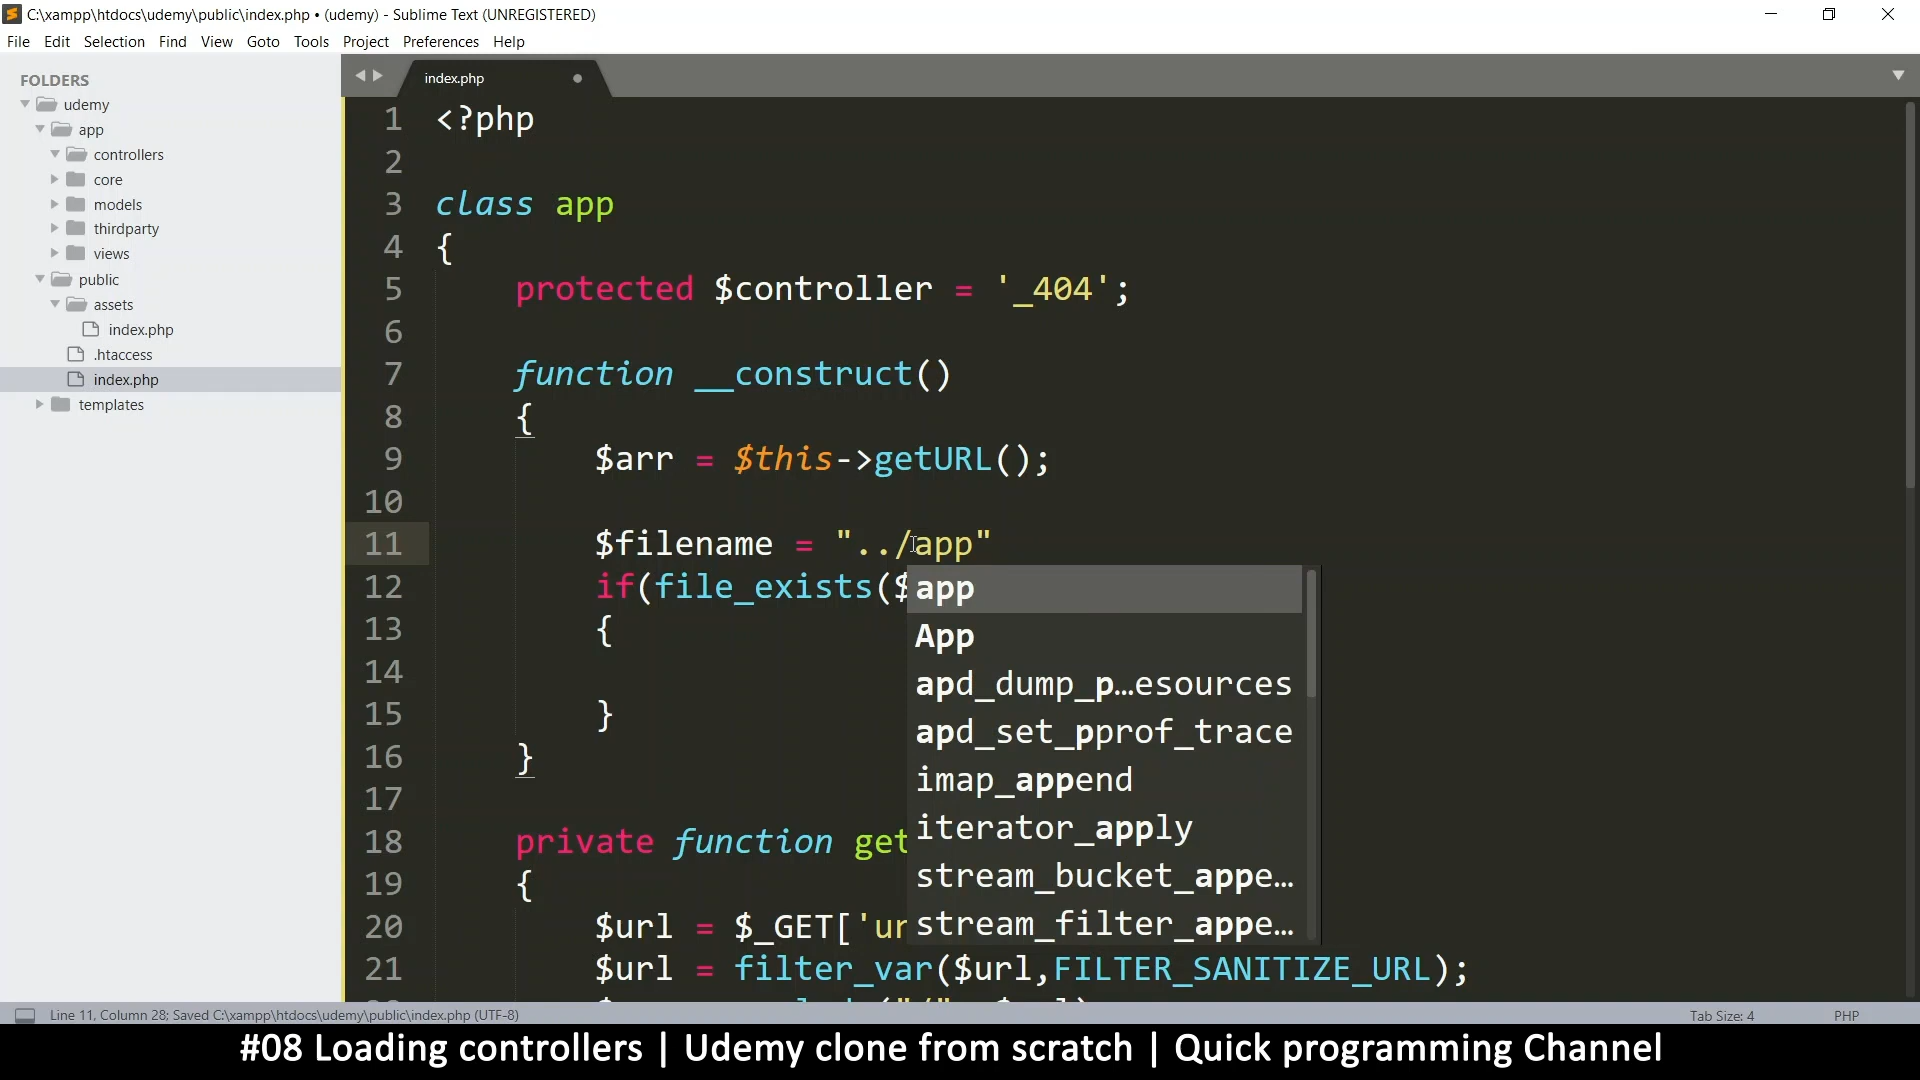 C:\xampp\htdocs\udemy\public\index.php • (udemy) - Sublime Text (UNREGISTERED)
File Edit Selection Find View Goto Tools Project Preferences Help
FOLDERS
udemy
app
controllers
core
models
thirdparty
views
public
assets
index.php
.htaccess
index.php
templates
index.php
1 <?php
2
3 class app
4 {
5 protected $controller = '_404';
6
7 function __construct()
8 {
9 $arr = $this->getURL();
10
11 $filename = "../app"
12 if(file_exists($
13 {
14
15 }
16 }
17
18 private function get
19 {
20 $url = $_GET['ur
21 $url = filter_var($url,FILTER_SANITIZE_URL);
app
App
apd_dump_p…esources
apd_set_pprof_trace
imap_append
iterator_apply
stream_bucket_appe…
stream_filter_appe…
Line 11, Column 28; Saved C:\xampp\htdocs\udemy\public\index.php (UTF-8)
Tab Size: 4
PHP
#08 Loading controllers | Udemy clone from scratch | Quick programming Channel